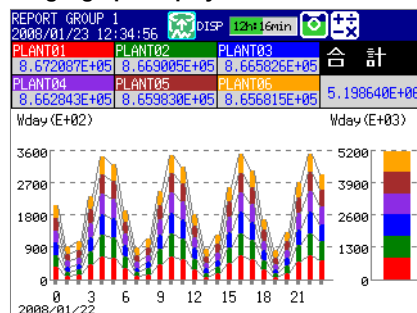 REPORT GROUP 1
2008/01/23 12:34:56 DISP 12h:16min
PLANT01 PLANT02 PLANT03 合 計
8.672087E+05 8.669005E+05 8.665826E+05
PLANT04 PLANT05 PLANT06 5.198640E+06
8.662843E+05 8.659830E+05 8.656815E+05
Wday(E+02) Wday(E+03)
3600 5200
2700 3900
1800 2600
900 1300
0 0
0 3 6 9 12 15 18 21
2008/01/22